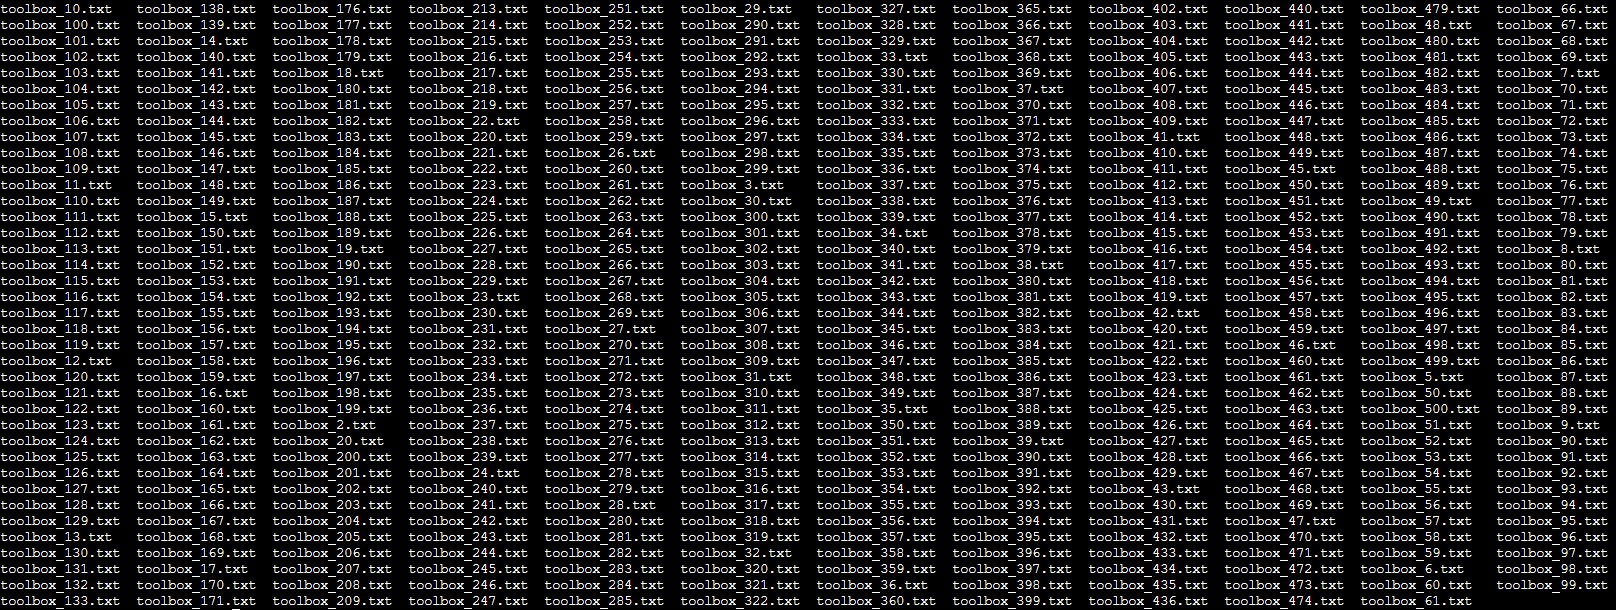 toolbox_10.txt toolbox_138.txt toolbox_176.txt toolbox_213.txt toolbox_251.txt toolbox_29.txt toolbox_327.txt toolbox_365.txt toolbox_402.txt toolbox_440.txt toolbox_479.txt toolbox_66.txt
toolbox_100.txt toolbox_139.txt toolbox_177.txt toolbox_214.txt toolbox_252.txt toolbox_290.txt toolbox_328.txt toolbox_366.txt toolbox_403.txt toolbox_441.txt toolbox_48.txt toolbox_67.txt
toolbox_101.txt toolbox_14.txt toolbox_178.txt toolbox_215.txt toolbox_253.txt toolbox_291.txt toolbox_329.txt toolbox_367.txt toolbox_404.txt toolbox_442.txt toolbox_480.txt toolbox_68.txt
toolbox_102.txt toolbox_140.txt toolbox_179.txt toolbox_216.txt toolbox_254.txt toolbox_292.txt toolbox_33.txt toolbox_368.txt toolbox_405.txt toolbox_443.txt toolbox_481.txt toolbox_69.txt
toolbox_103.txt toolbox_141.txt toolbox_18.txt toolbox_217.txt toolbox_255.txt toolbox_293.txt toolbox_330.txt toolbox_369.txt toolbox_406.txt toolbox_444.txt toolbox_482.txt toolbox_7.txt
toolbox_104.txt toolbox_142.txt toolbox_180.txt toolbox_218.txt toolbox_256.txt toolbox_294.txt toolbox_331.txt toolbox_37.txt toolbox_407.txt toolbox_445.txt toolbox_483.txt toolbox_70.txt
toolbox_105.txt toolbox_143.txt toolbox_181.txt toolbox_219.txt toolbox_257.txt toolbox_295.txt toolbox_332.txt toolbox_370.txt toolbox_408.txt toolbox_446.txt toolbox_484.txt toolbox_71.txt
toolbox_106.txt toolbox_144.txt toolbox_182.txt toolbox_22.txt toolbox_258.txt toolbox_296.txt toolbox_333.txt toolbox_371.txt toolbox_409.txt toolbox_447.txt toolbox_485.txt toolbox_72.txt
toolbox_107.txt toolbox_145.txt toolbox_183.txt toolbox_220.txt toolbox_259.txt toolbox_297.txt toolbox_334.txt toolbox_372.txt toolbox_41.txt toolbox_448.txt toolbox_486.txt toolbox_73.txt
toolbox_108.txt toolbox_146.txt toolbox_184.txt toolbox_221.txt toolbox_26.txt toolbox_298.txt toolbox_335.txt toolbox_373.txt toolbox_410.txt toolbox_449.txt toolbox_487.txt toolbox_74.txt
toolbox_109.txt toolbox_147.txt toolbox_185.txt toolbox_222.txt toolbox_260.txt toolbox_299.txt toolbox_336.txt toolbox_374.txt toolbox_411.txt toolbox_45.txt toolbox_488.txt toolbox_75.txt
toolbox_11.txt toolbox_148.txt toolbox_186.txt toolbox_223.txt toolbox_261.txt toolbox_3.txt toolbox_337.txt toolbox_375.txt toolbox_412.txt toolbox_450.txt toolbox_489.txt toolbox_76.txt
toolbox_110.txt toolbox_149.txt toolbox_187.txt toolbox_224.txt toolbox_262.txt toolbox_30.txt toolbox_338.txt toolbox_376.txt toolbox_413.txt toolbox_451.txt toolbox_49.txt toolbox_77.txt
toolbox_111.txt toolbox_15.txt toolbox_188.txt toolbox_225.txt toolbox_263.txt toolbox_300.txt toolbox_339.txt toolbox_377.txt toolbox_414.txt toolbox_452.txt toolbox_490.txt toolbox_78.txt
toolbox_112.txt toolbox_150.txt toolbox_189.txt toolbox_226.txt toolbox_264.txt toolbox_301.txt toolbox_34.txt toolbox_378.txt toolbox_415.txt toolbox_453.txt toolbox_491.txt toolbox_79.txt
toolbox_113.txt toolbox_151.txt toolbox_19.txt toolbox_227.txt toolbox_265.txt toolbox_302.txt toolbox_340.txt toolbox_379.txt toolbox_416.txt toolbox_454.txt toolbox_492.txt toolbox_8.txt
toolbox_114.txt toolbox_152.txt toolbox_190.txt toolbox_228.txt toolbox_266.txt toolbox_303.txt toolbox_341.txt toolbox_38.txt toolbox_417.txt toolbox_455.txt toolbox_493.txt toolbox_80.txt
toolbox_115.txt toolbox_153.txt toolbox_191.txt toolbox_229.txt toolbox_267.txt toolbox_304.txt toolbox_342.txt toolbox_380.txt toolbox_418.txt toolbox_456.txt toolbox_494.txt toolbox_81.txt
toolbox_116.txt toolbox_154.txt toolbox_192.txt toolbox_23.txt toolbox_268.txt toolbox_305.txt toolbox_343.txt toolbox_381.txt toolbox_419.txt toolbox_457.txt toolbox_495.txt toolbox_82.txt
toolbox_117.txt toolbox_155.txt toolbox_193.txt toolbox_230.txt toolbox_269.txt toolbox_306.txt toolbox_344.txt toolbox_382.txt toolbox_42.txt toolbox_458.txt toolbox_496.txt toolbox_83.txt
toolbox_118.txt toolbox_156.txt toolbox_194.txt toolbox_231.txt toolbox_27.txt toolbox_307.txt toolbox_345.txt toolbox_383.txt toolbox_420.txt toolbox_459.txt toolbox_497.txt toolbox_84.txt
toolbox_119.txt toolbox_157.txt toolbox_195.txt toolbox_232.txt toolbox_270.txt toolbox_308.txt toolbox_346.txt toolbox_384.txt toolbox_421.txt toolbox_46.txt toolbox_498.txt toolbox_85.txt
toolbox_12.txt toolbox_158.txt toolbox_196.txt toolbox_233.txt toolbox_271.txt toolbox_309.txt toolbox_347.txt toolbox_385.txt toolbox_422.txt toolbox_460.txt toolbox_499.txt toolbox_86.txt
toolbox_120.txt toolbox_159.txt toolbox_197.txt toolbox_234.txt toolbox_272.txt toolbox_31.txt toolbox_348.txt toolbox_386.txt toolbox_423.txt toolbox_461.txt toolbox_5.txt toolbox_87.txt
toolbox_121.txt toolbox_16.txt toolbox_198.txt toolbox_235.txt toolbox_273.txt toolbox_310.txt toolbox_349.txt toolbox_387.txt toolbox_424.txt toolbox_462.txt toolbox_50.txt toolbox_88.txt
toolbox_122.txt toolbox_160.txt toolbox_199.txt toolbox_236.txt toolbox_274.txt toolbox_311.txt toolbox_35.txt toolbox_388.txt toolbox_425.txt toolbox_463.txt toolbox_500.txt toolbox_89.txt
toolbox_123.txt toolbox_161.txt toolbox_2.txt toolbox_237.txt toolbox_275.txt toolbox_312.txt toolbox_350.txt toolbox_389.txt toolbox_426.txt toolbox_464.txt toolbox_51.txt toolbox_9.txt
toolbox_124.txt toolbox_162.txt toolbox_20.txt toolbox_238.txt toolbox_276.txt toolbox_313.txt toolbox_351.txt toolbox_39.txt toolbox_427.txt toolbox_465.txt toolbox_52.txt toolbox_90.txt
toolbox_125.txt toolbox_163.txt toolbox_200.txt toolbox_239.txt toolbox_277.txt toolbox_314.txt toolbox_352.txt toolbox_390.txt toolbox_428.txt toolbox_466.txt toolbox_53.txt toolbox_91.txt
toolbox_126.txt toolbox_164.txt toolbox_201.txt toolbox_24.txt toolbox_278.txt toolbox_315.txt toolbox_353.txt toolbox_391.txt toolbox_429.txt toolbox_467.txt toolbox_54.txt toolbox_92.txt
toolbox_127.txt toolbox_165.txt toolbox_202.txt toolbox_240.txt toolbox_279.txt toolbox_316.txt toolbox_354.txt toolbox_392.txt toolbox_43.txt toolbox_468.txt toolbox_55.txt toolbox_93.txt
toolbox_128.txt toolbox_166.txt toolbox_203.txt toolbox_241.txt toolbox_28.txt toolbox_317.txt toolbox_355.txt toolbox_393.txt toolbox_430.txt toolbox_469.txt toolbox_56.txt toolbox_94.txt
toolbox_129.txt toolbox_167.txt toolbox_204.txt toolbox_242.txt toolbox_280.txt toolbox_318.txt toolbox_356.txt toolbox_394.txt toolbox_431.txt toolbox_47.txt toolbox_57.txt toolbox_95.txt
toolbox_13.txt toolbox_168.txt toolbox_205.txt toolbox_243.txt toolbox_281.txt toolbox_319.txt toolbox_357.txt toolbox_395.txt toolbox_432.txt toolbox_470.txt toolbox_58.txt toolbox_96.txt
toolbox_130.txt toolbox_169.txt toolbox_206.txt toolbox_244.txt toolbox_282.txt toolbox_32.txt toolbox_358.txt toolbox_396.txt toolbox_433.txt toolbox_471.txt toolbox_59.txt toolbox_97.txt
toolbox_131.txt toolbox_17.txt toolbox_207.txt toolbox_245.txt toolbox_283.txt toolbox_320.txt toolbox_359.txt toolbox_397.txt toolbox_434.txt toolbox_472.txt toolbox_6.txt toolbox_98.txt
toolbox_132.txt toolbox_170.txt toolbox_208.txt toolbox_246.txt toolbox_284.txt toolbox_321.txt toolbox_36.txt toolbox_398.txt toolbox_435.txt toolbox_473.txt toolbox_60.txt toolbox_99.txt
toolbox_133.txt toolbox_171.txt toolbox_209.txt toolbox_247.txt toolbox_285.txt toolbox_322.txt toolbox_360.txt toolbox_399.txt toolbox_436.txt toolbox_474.txt toolbox_61.txt